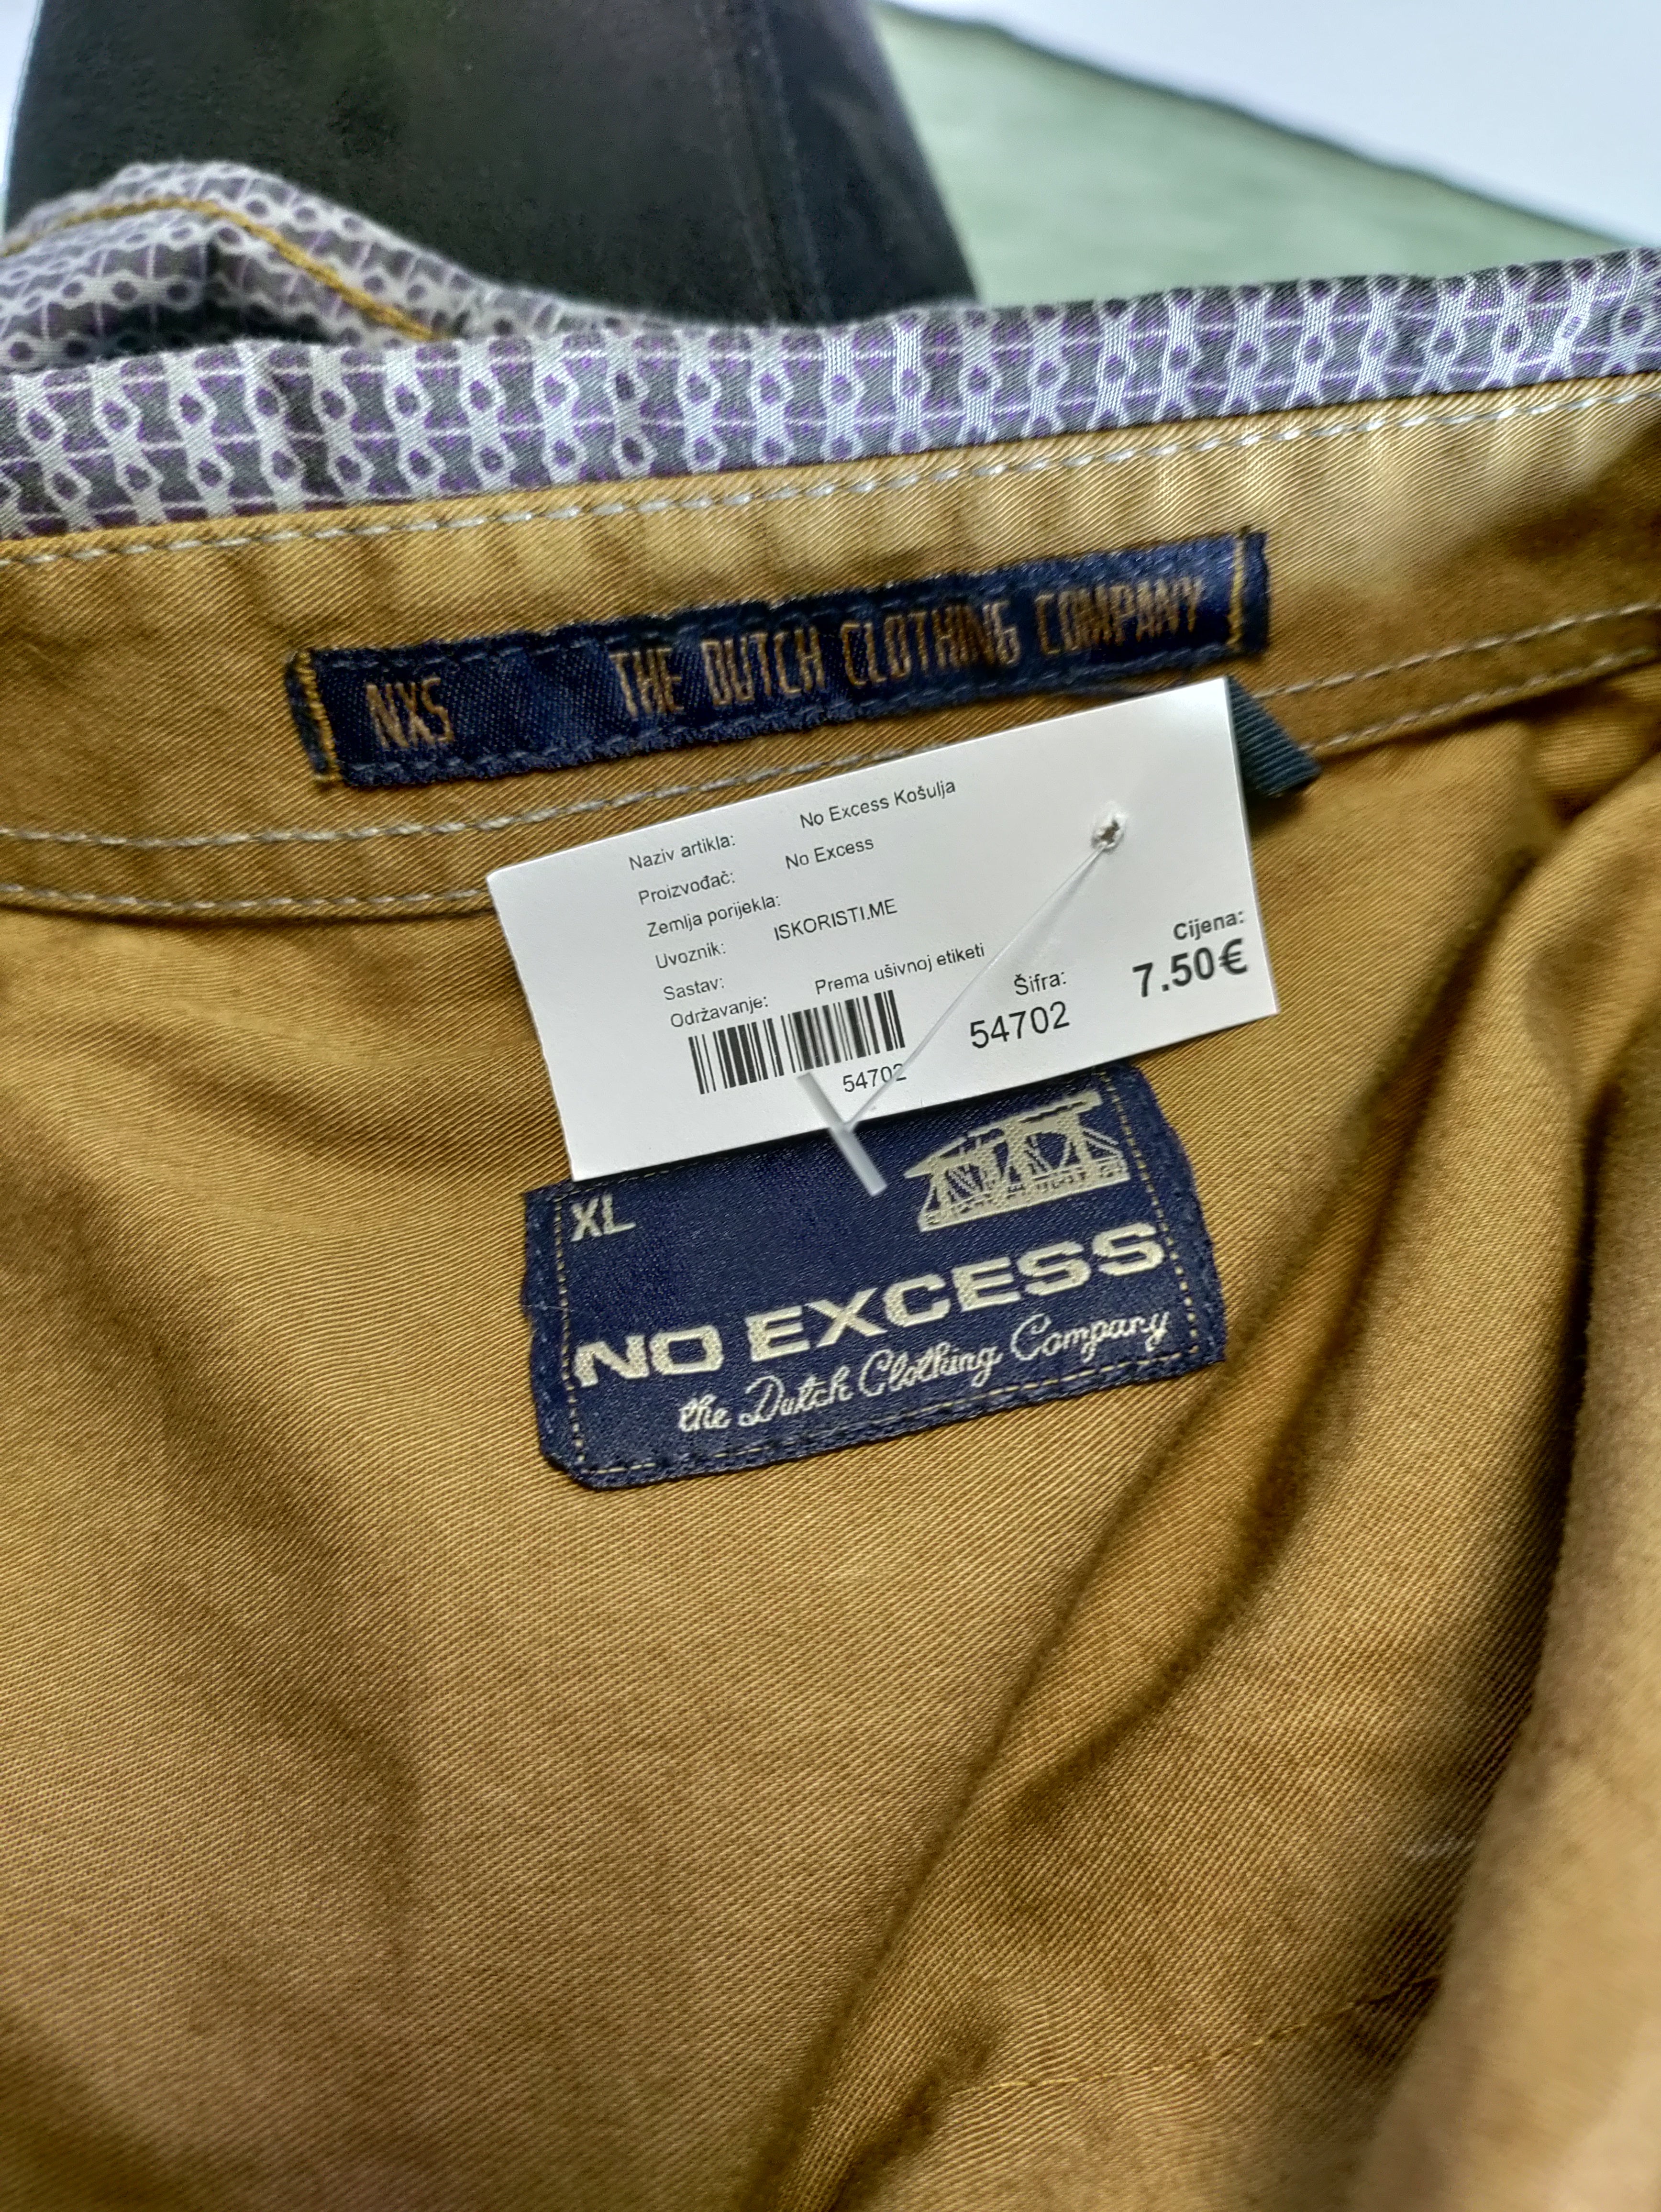 NXS THE DUTCH CLOTHING COMPANY
Naziv artikla: No Excess Košulja
Proizvođač: No Excess
Zemlja porijekla:
Uvoznik: ISKORISTI.ME
Sastav:
Održavanje: Prema ušivnoj etiketi
Šifra:
54702
Cijena:
7.50€
54702
XL
NO EXCESS
the Dutch Clothing Company